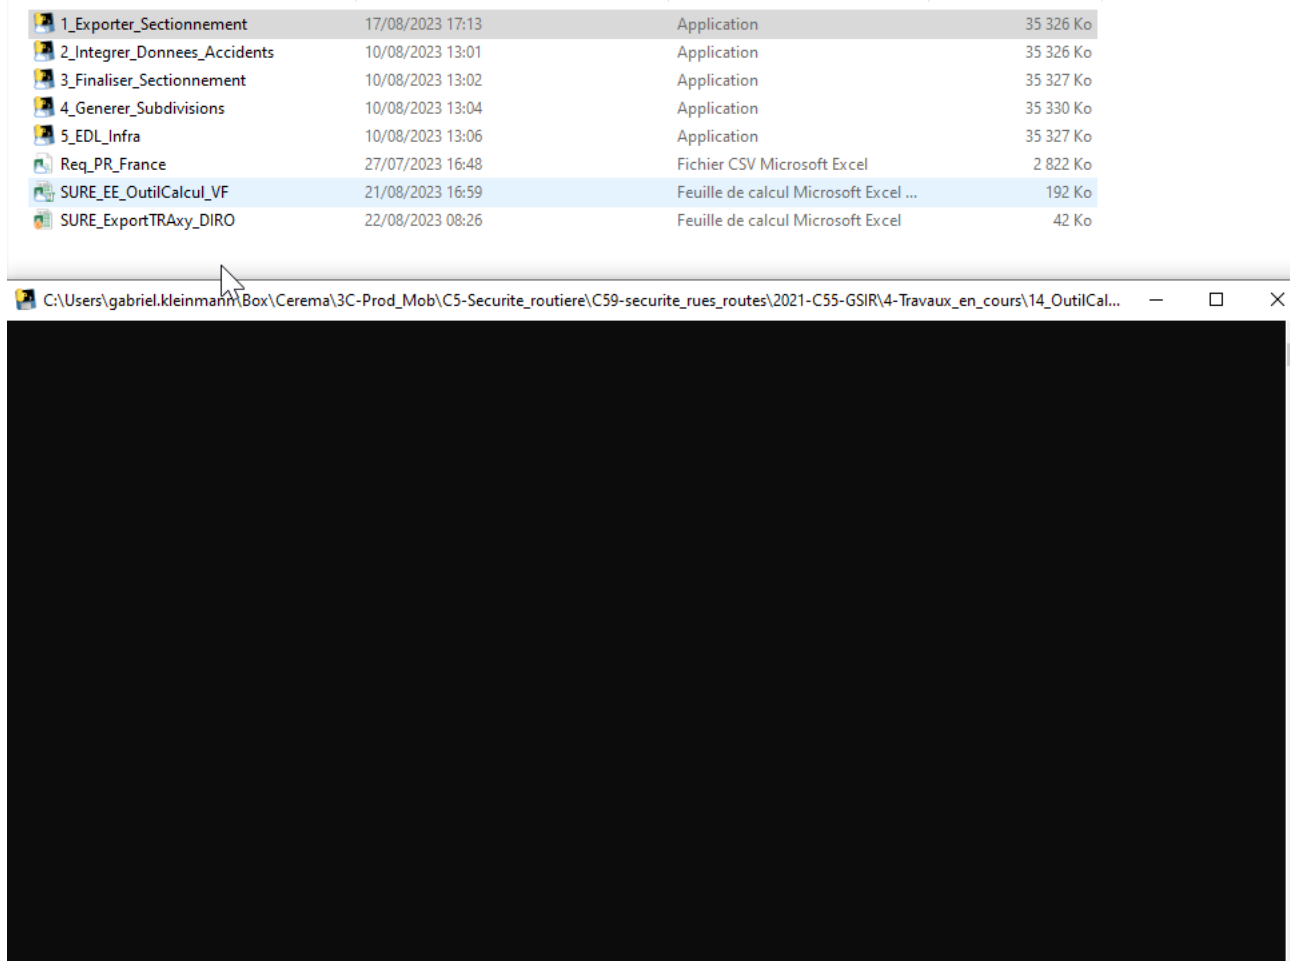 1_Exporter_Sectionnement 17/08/2023 17:13 Application 35 326 Ko
2_Integrer_Donnees_Accidents 10/08/2023 13:01 Application 35 326 Ko
3_Finaliser_Sectionnement 10/08/2023 13:02 Application 35 327 Ko
4_Generer_Subdivisions 10/08/2023 13:04 Application 35 330 Ko
5_EDL_Infra 10/08/2023 13:06 Application 35 327 Ko
Req_PR_France 27/07/2023 16:48 Fichier CSV Microsoft Excel 2 822 Ko
SURE_EE_OutilCalcul_VF 21/08/2023 16:59 Feuille de calcul Microsoft Excel ... 192 Ko
SURE_ExportTRAxy_DIRO 22/08/2023 08:26 Feuille de calcul Microsoft Excel 42 Ko
C:\Users\gabriel.kleinmann\Box\Cerema\3C-Prod_Mob\C5-Securite_routiere\C59-securite_rues_routes\2021-C55-GSIR\4-Travaux_en_cours\14_OutilCal...